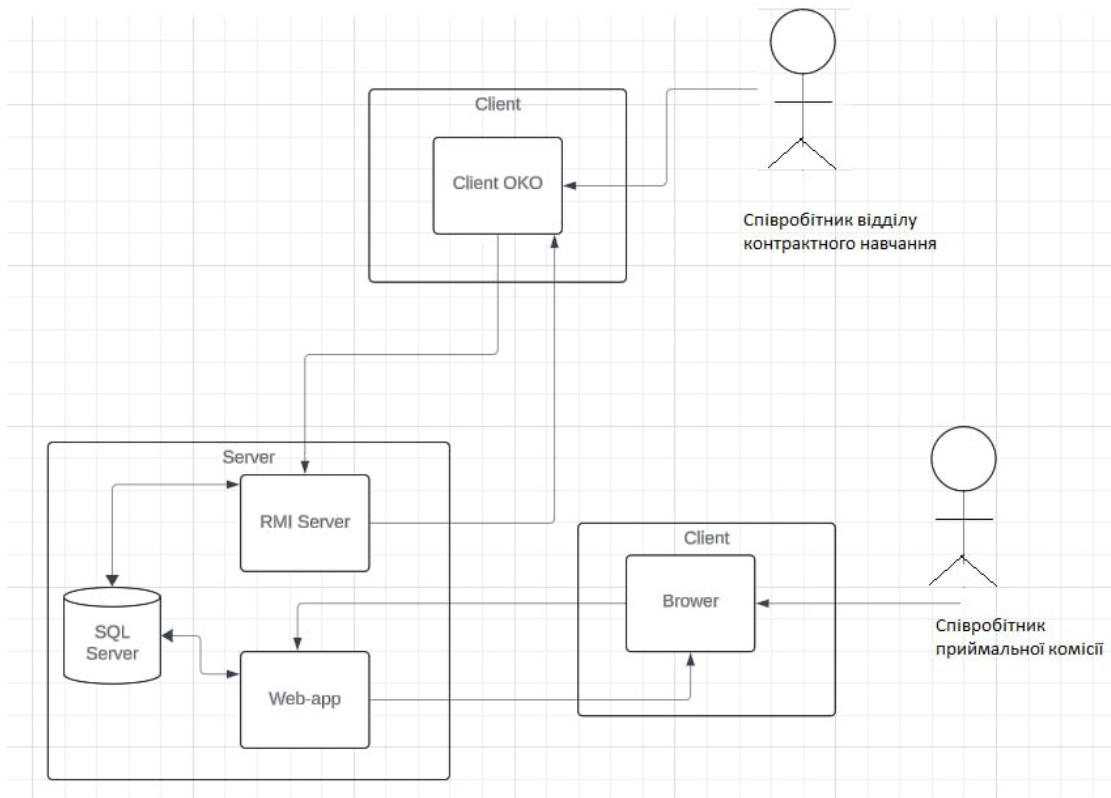 Client
Client OKO
Співробітник відділу
контрактного навчання
Server
RMI Server
Client
Brower
SQL
Server
Співробітник
приймальної комісії
Web-app